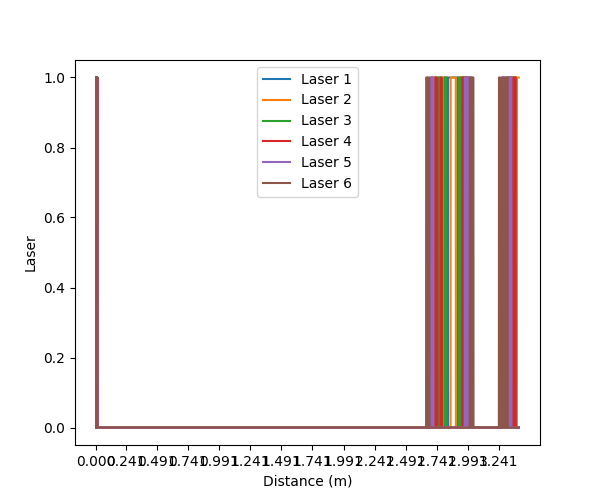 1.0
0.8
0.6
0.4
0.2
0.0
Laser
Laser 1
Laser 2
Laser 3
Laser 4
Laser 5
Laser 6
0.000 0.241 0.491 0.741 0.991 1.241 1.491 1.741 1.991 2.242 2.492 2.741 2.993 3.241
Distance (m)